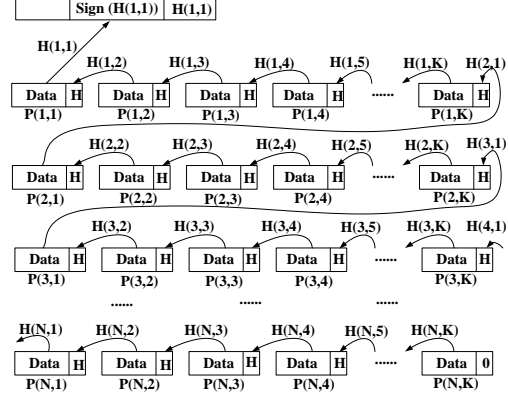 Sign (H(1,1)) H(1,1)
H(1,1)
H(1,2) H(1,3) H(1,4) H(1,5) H(1,K) H(2,1)
Data H Data H Data H Data H ...... Data H
P(1,1) P(1,2) P(1,3) P(1,4) P(1,K)
H(2,2) H(2,3) H(2,4) H(2,5) H(2,K) H(3,1)
Data H Data H Data H Data H ...... Data H
P(2,1) P(2,2) P(2,3) P(2,4) P(2,K)
H(3,2) H(3,3) H(3,4) H(3,5) H(3,K) H(4,1)
Data H Data H Data H Data H ...... Data H
P(3,1) P(3,2) P(3,3) P(3,4) P(3,K)
...... ...... ......
H(N,1) H(N,2) H(N,3) H(N,4) H(N,5) H(N,K)
Data H Data H Data H Data H ...... Data 0
P(N,1) P(N,2) P(N,3) P(N,4) P(N,K)